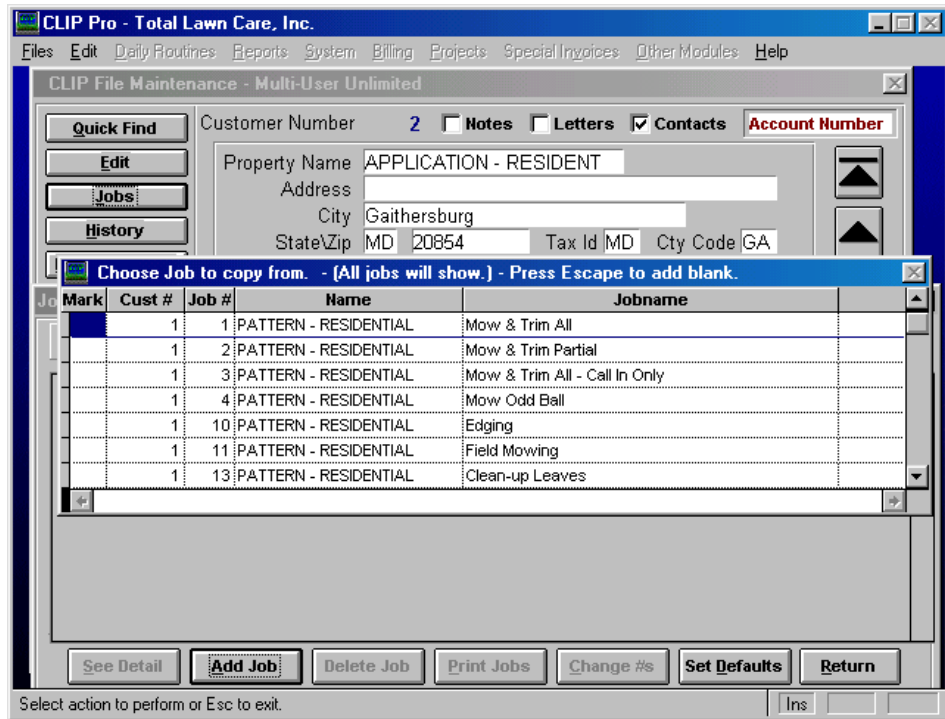 CLIP Pro - Total Lawn Care, Inc.
Files Edit Daily Routines Reports System Billing Projects Special Invoices Other Modules Help
CLIP File Maintenance - Multi-User Unlimited
Quick Find Customer Number 2 Notes Letters Contacts Account Number
Edit Property Name APPLICATION - RESIDENT
Jobs Address
History City Gaithersburg
State\Zip MD 20854 Tax Id MD Cty Code GA
Choose Job to copy from. - (All jobs will show.) - Press Escape to add blank.
Jo
Mark Cust # Job # Name Jobname
1 1 PATTERN - RESIDENTIAL Mow & Trim All
1 2 PATTERN - RESIDENTIAL Mow & Trim Partial
1 3 PATTERN - RESIDENTIAL Mow & Trim All - Call In Only
1 4 PATTERN - RESIDENTIAL Mow Odd Ball
1 10 PATTERN - RESIDENTIAL Edging
1 11 PATTERN - RESIDENTIAL Field Mowing
1 13 PATTERN - RESIDENTIAL Clean-up Leaves
See Detail Add Job Delete Job Print Jobs Change #s Set Defaults Return
Select action to perform or Esc to exit. Ins